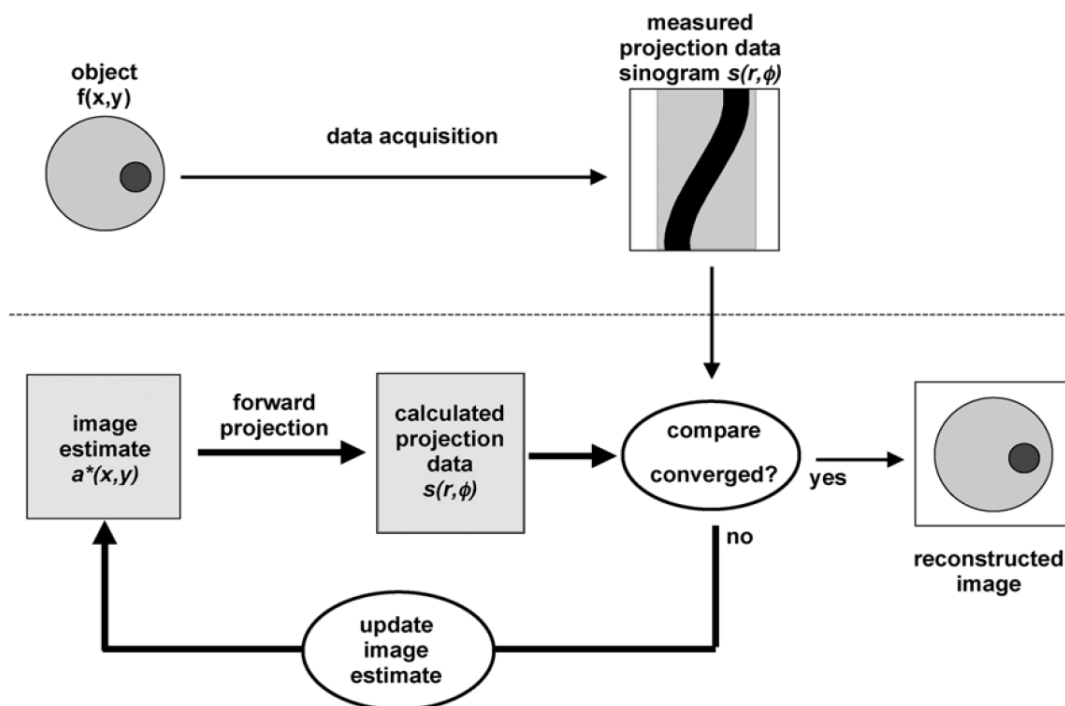 object
f(x,y)
measured
projection data
sinogram s(r,ϕ)
data acquisition
image
estimate
a*(x,y)
forward
projection
calculated
projection
data
s(r,ϕ)
compare
converged?
yes
no
reconstructed
image
update
image
estimate